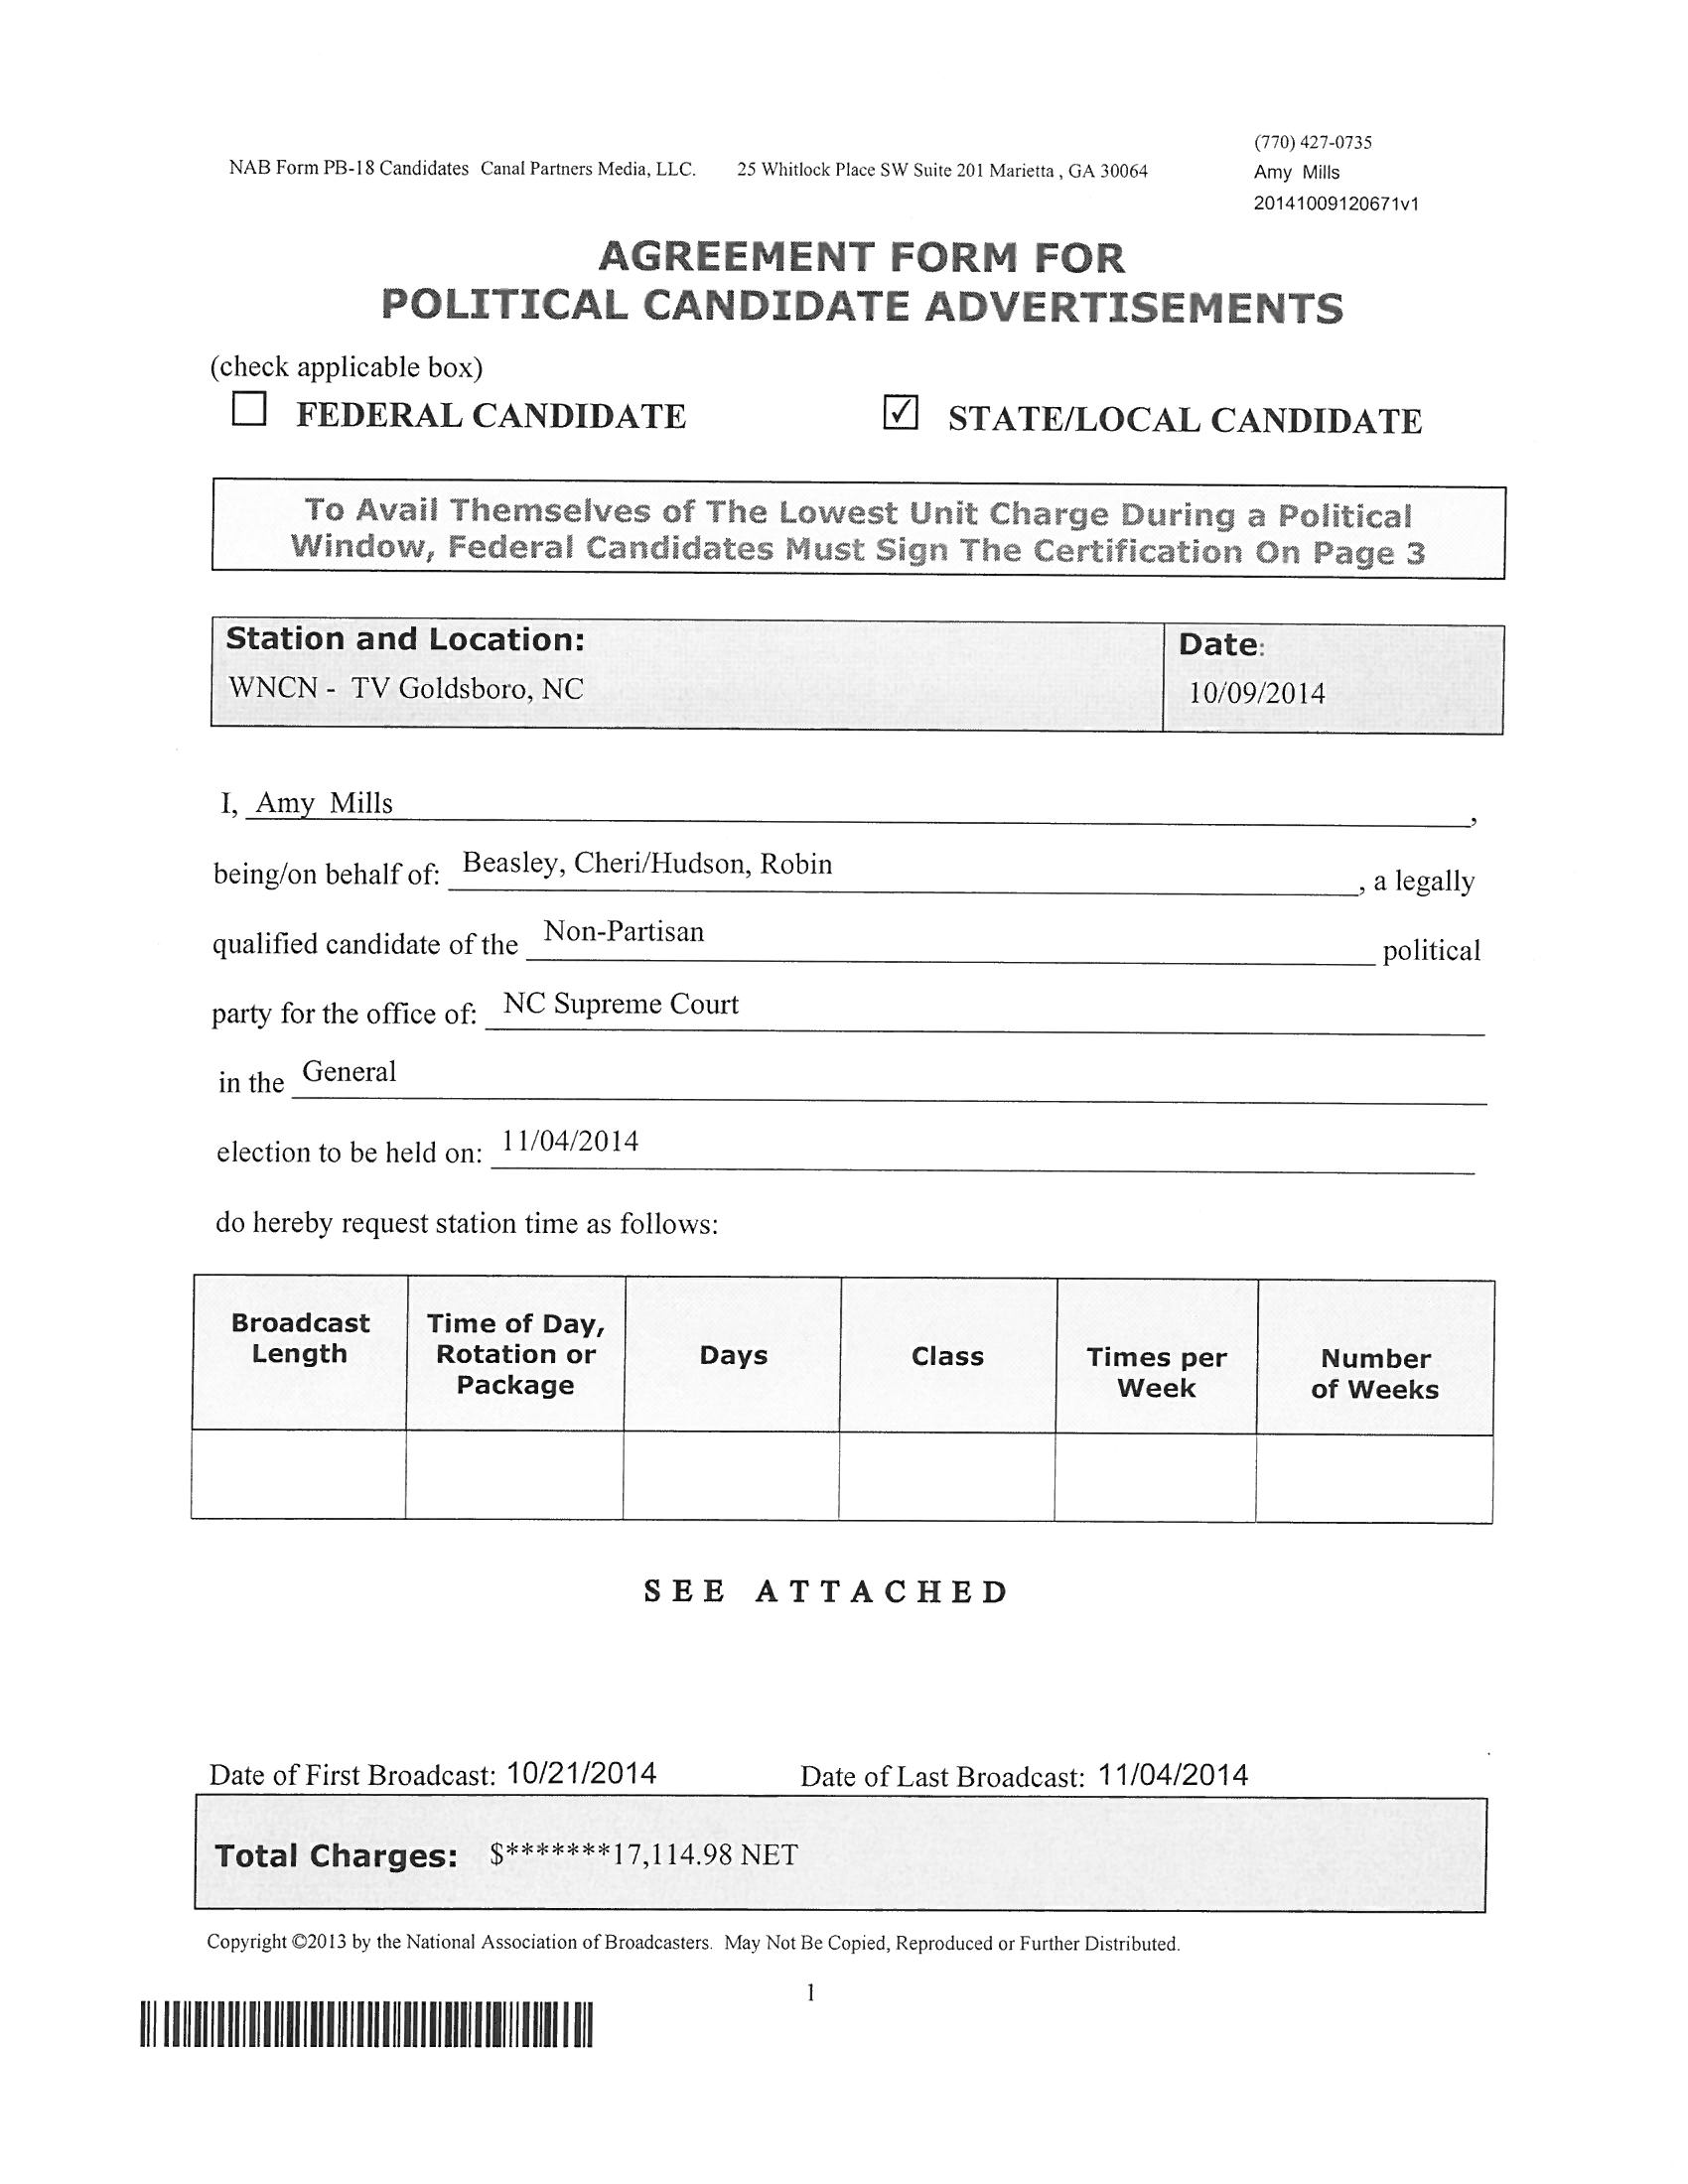 (770) 427-0735
NAB Form PB-18 Candidates Canal Partners Media, LLC. 25 Whitlock Place SW Suite 201 Marietta , GA 30064
Amy Mills
20141009120671v1
AGREEMENT FORM FOR
POLITICAL CANDIDATE ADVERTISEMENTS
(check applicable box)
☐ FEDERAL CANDIDATE ☑ STATE/LOCAL CANDIDATE
To Avail Themselves of The Lowest Unit Charge During a Political
Window, Federal Candidates Must Sign The Certification On Page 3
Station and Location: Date:
WNCN - TV Goldsboro, NC 10/09/2014
I, Amy Mills ,
being/on behalf of: Beasley, Cheri/Hudson, Robin , a legally
qualified candidate of the Non-Partisan political
party for the office of: NC Supreme Court
in the General
election to be held on: 11/04/2014
do hereby request station time as follows:
Broadcast Length
Time of Day, Rotation or Package
Days
Class
Times per Week
Number of Weeks
SEE ATTACHED
Date of First Broadcast: 10/21/2014 Date of Last Broadcast: 11/04/2014
Total Charges: $*******17,114.98 NET
Copyright ©2013 by the National Association of Broadcasters. May Not Be Copied, Reproduced or Further Distributed.
1